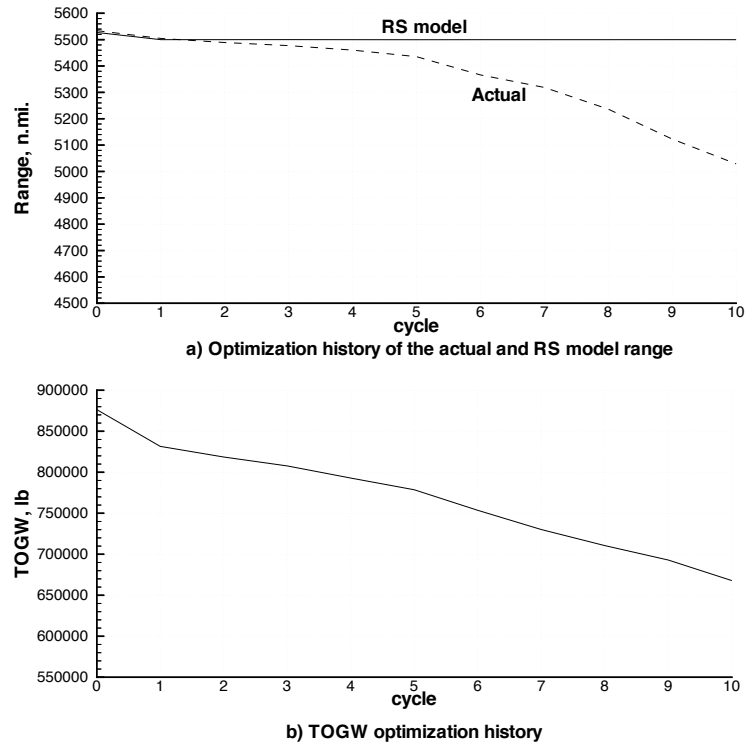 5600
5500
5400
5300
5200
5100
5000
4900
4800
4700
4600
4500
Range, n.mi.
RS model
Actual
0 1 2 3 4 5 6 7 8 9 10
cycle
a) Optimization history of the actual and RS model range
900000
850000
800000
750000
700000
650000
600000
550000
TOGW, lb
0 1 2 3 4 5 6 7 8 9 10
cycle
b) TOGW optimization history